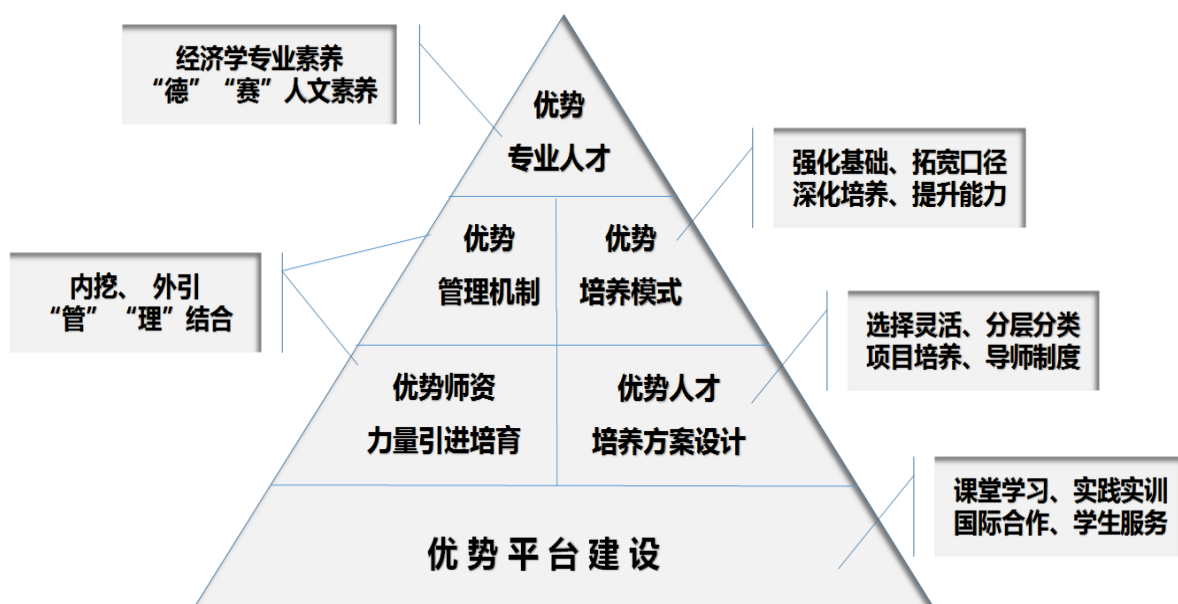 经济学专业素养
“德” “赛”人文素养
优势
专业人才
强化基础、拓宽口径
深化培养、提升能力
优势
管理机制
优势
培养模式
内挖、 外引
“管” “理”结合
选择灵活、分层分类
项目培养、导师制度
优势师资
力量引进培育
优势人才
培养方案设计
课堂学习、实践实训
国际合作、学生服务
优势平台建设